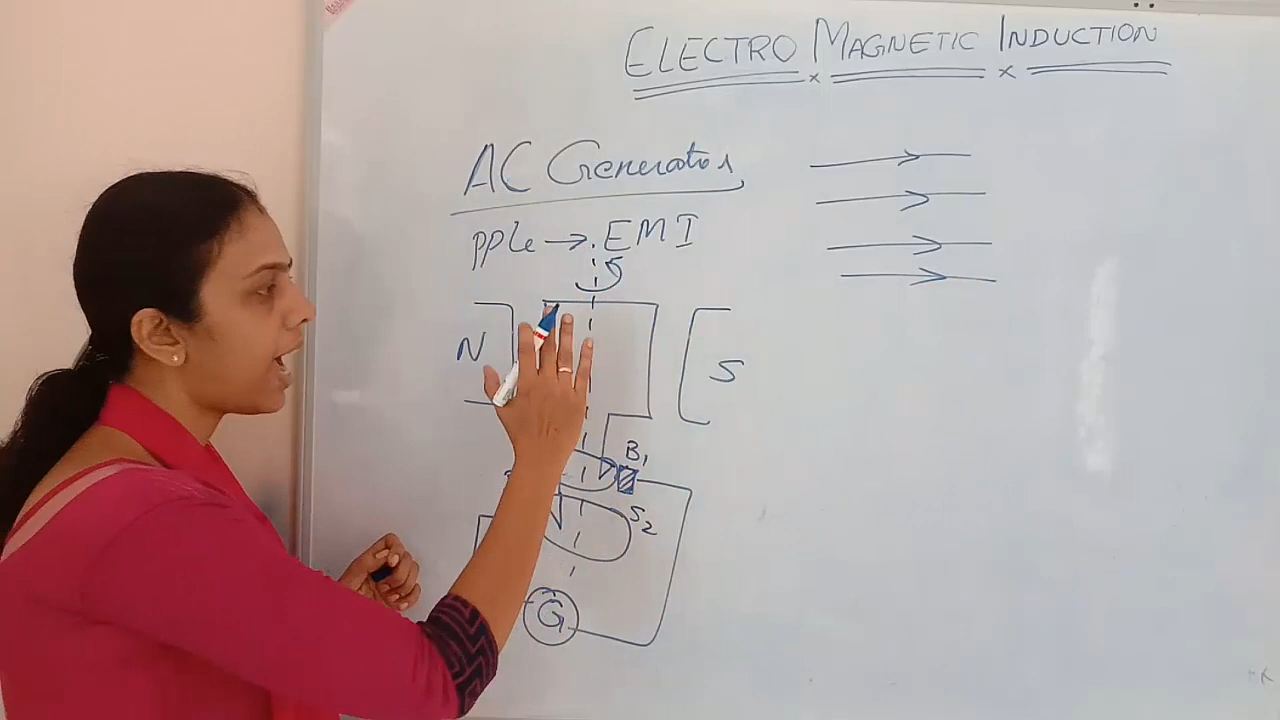 ELECTRO MAGNETIC INDUCTION
AC Generator
PPLe → EMI
N
S
B1
S2
G